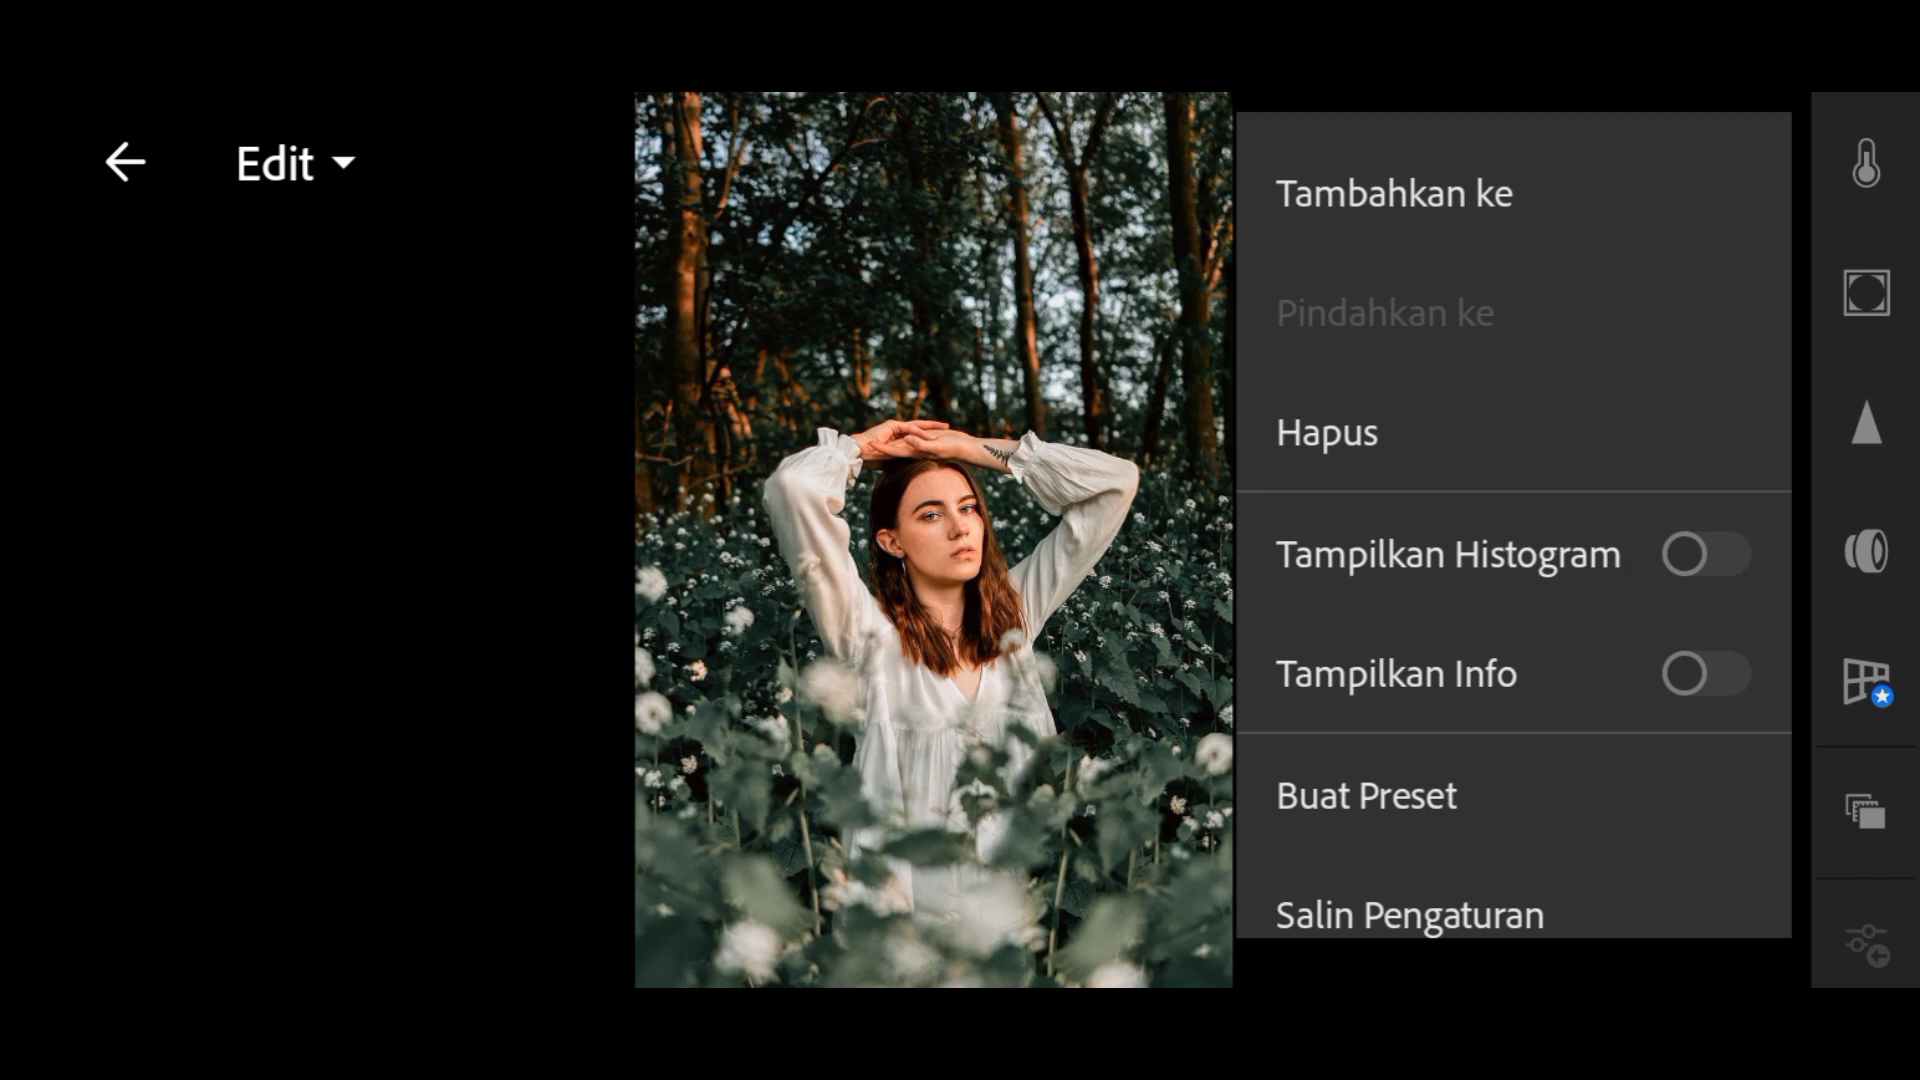 Edit
Tambahkan ke
Pindahkan ke
Hapus
Tampilkan Histogram
Tampilkan Info
Buat Preset
Salin Pengaturan